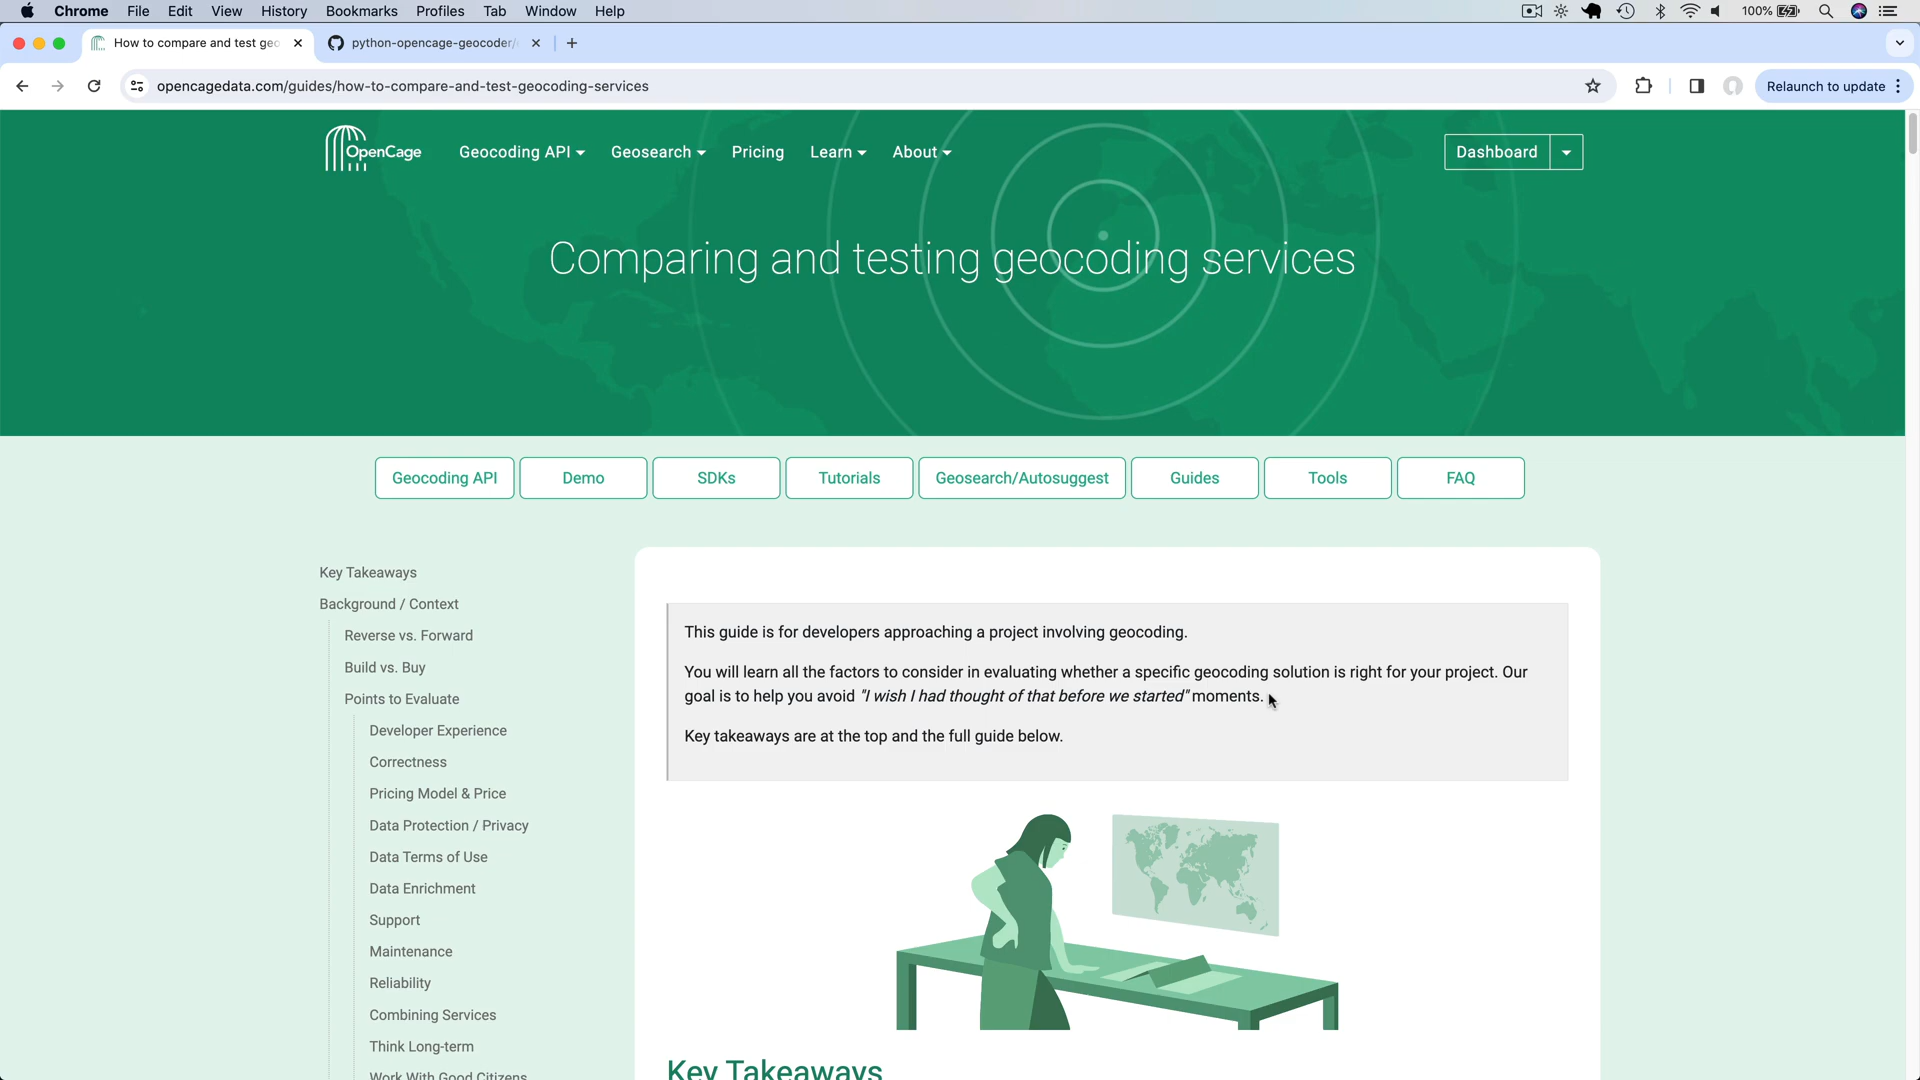 Chrome File Edit View History Bookmarks Profiles Tab Window Help 100%
How to compare and test geo python-opencage-geocoder/
opencagedata.com/guides/how-to-compare-and-test-geocoding-services Relaunch to update
OpenCage Geocoding API Geosearch Pricing Learn About Dashboard
Comparing and testing geocoding services
Geocoding API Demo SDKs Tutorials Geosearch/Autosuggest Guides Tools FAQ
Key Takeaways
Background / Context
Reverse vs. Forward
Build vs. Buy
Points to Evaluate
Developer Experience
Correctness
Pricing Model & Price
Data Protection / Privacy
Data Terms of Use
Data Enrichment
Support
Maintenance
Reliability
Combining Services
Think Long-term
Work With Good Citizens
This guide is for developers approaching a project involving geocoding.
You will learn all the factors to consider in evaluating whether a specific geocoding solution is right for your project. Our
goal is to help you avoid "I wish I had thought of that before we started" moments.
Key takeaways are at the top and the full guide below.
Key Takeaways